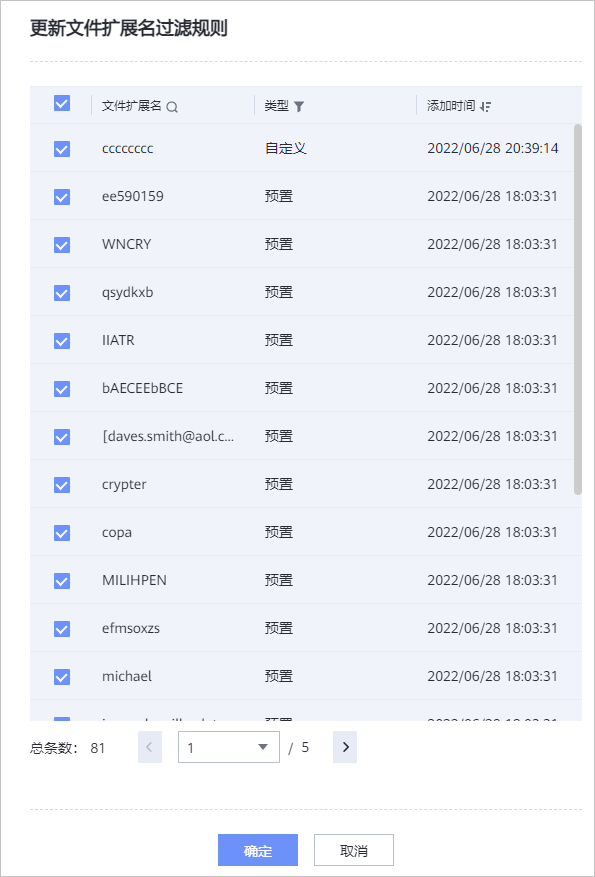 更新文件扩展名过滤规则
文件扩展名 类型 添加时间
cccccccc 自定义 2022/06/28 20:39:14
ee590159 预置 2022/06/28 18:03:31
WNCRY 预置 2022/06/28 18:03:31
qsydkxb 预置 2022/06/28 18:03:31
IIATR 预置 2022/06/28 18:03:31
bAECEEbBCE 预置 2022/06/28 18:03:31
[daves.smith@aol.c... 预置 2022/06/28 18:03:31
crypter 预置 2022/06/28 18:03:31
copa 预置 2022/06/28 18:03:31
MILIHPEN 预置 2022/06/28 18:03:31
efmsoxzs 预置 2022/06/28 18:03:31
michael 预置 2022/06/28 18:03:31
总条数： 81 1 / 5
确定 取消